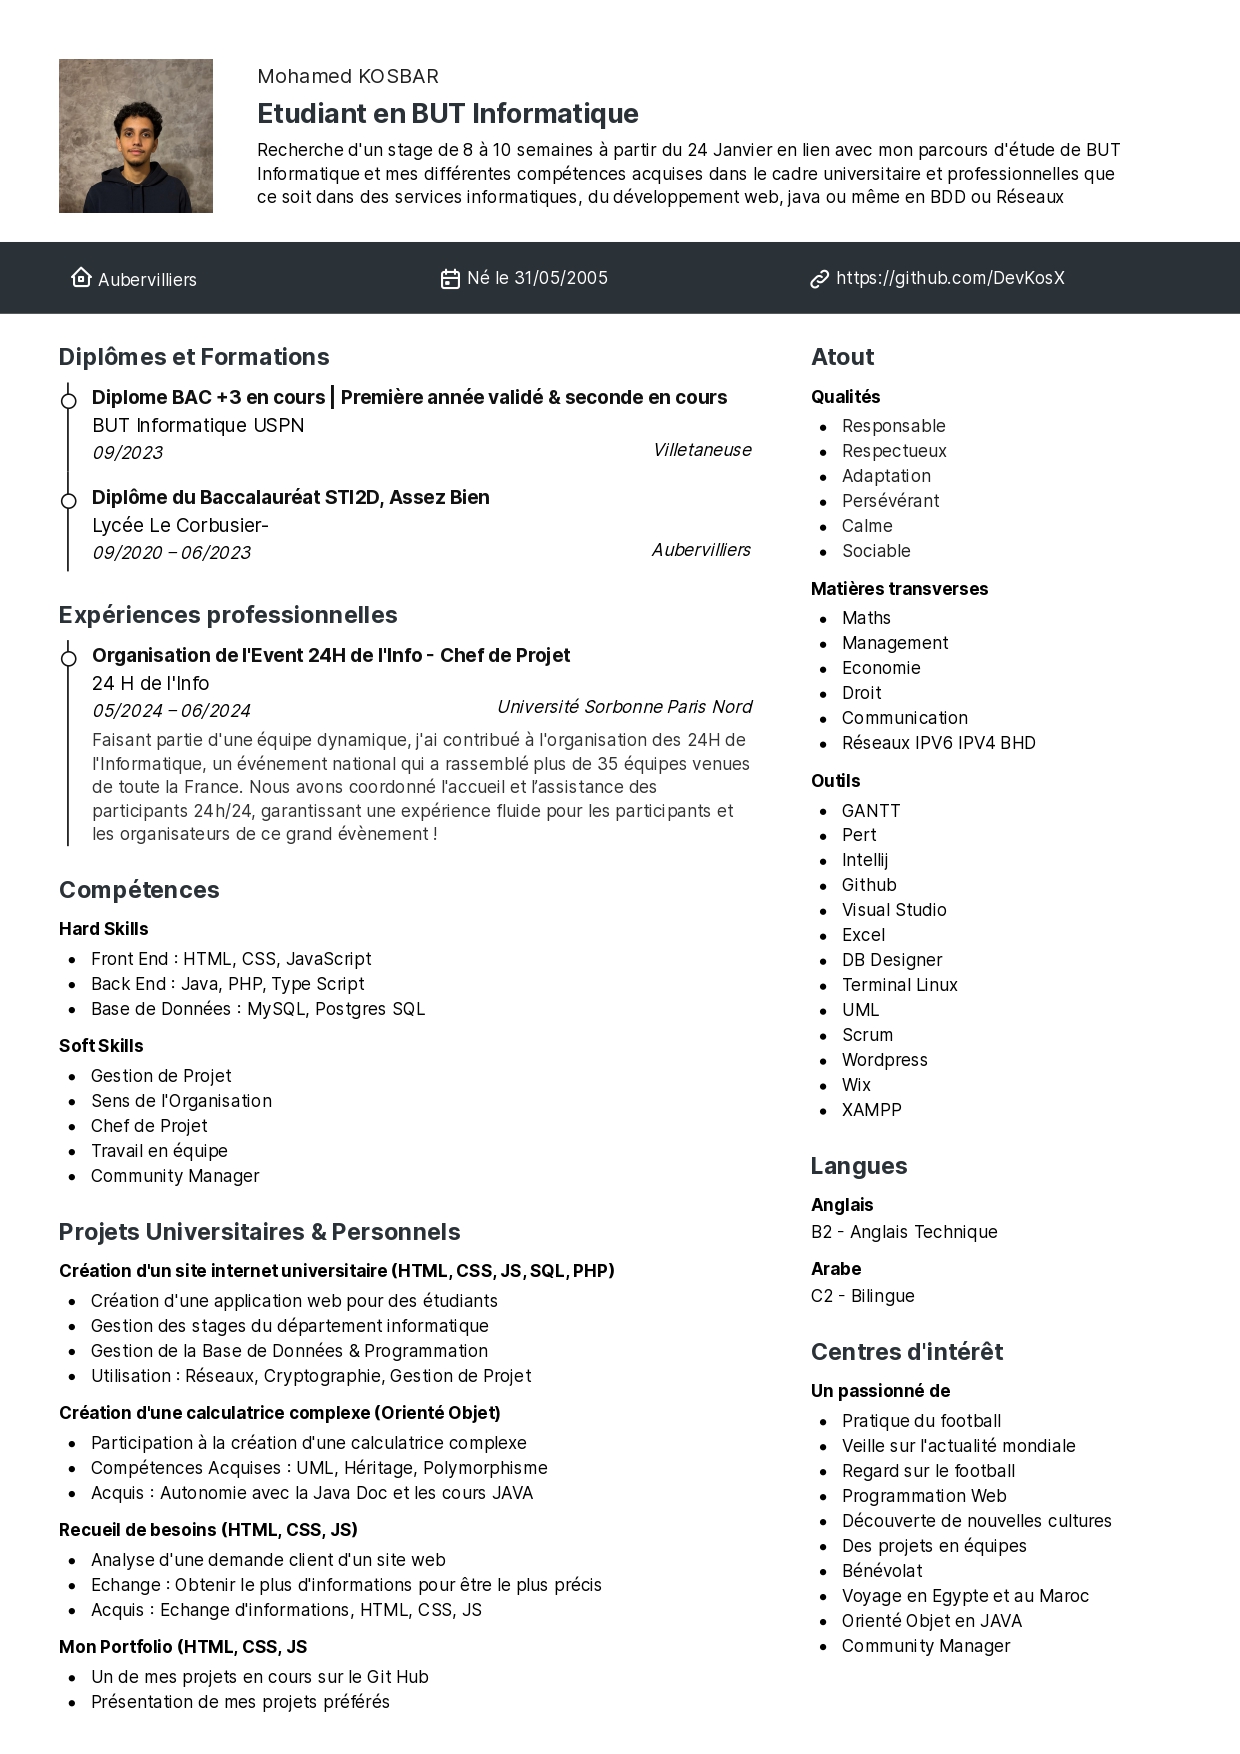 Mohamed KOSBAR
Etudiant en BUT Informatique
Recherche d'un stage de 8 à 10 semaines à partir du 24 Janvier en lien avec mon parcours d'étude de BUT
Informatique et mes différentes compétences acquises dans le cadre universitaire et professionnelles que
ce soit dans des services informatiques, du développement web, java ou même en BDD ou Réseaux
Aubervilliers
Né le 31/05/2005
https://github.com/DevKosX
Diplômes et Formations
Diplome BAC +3 en cours | Première année validé & seconde en cours
BUT Informatique USPN
09/2023
Villetaneuse
Diplôme du Baccalauréat STI2D, Assez Bien
Lycée Le Corbusier-
09/2020 – 06/2023
Aubervilliers
Expériences professionnelles
Organisation de l'Event 24H de l'Info - Chef de Projet
24 H de l'Info
05/2024 – 06/2024
Université Sorbonne Paris Nord
Faisant partie d'une équipe dynamique, j'ai contribué à l'organisation des 24H de
l'Informatique, un événement national qui a rassemblé plus de 35 équipes venues
de toute la France. Nous avons coordonné l'accueil et l’assistance des
participants 24h/24, garantissant une expérience fluide pour les participants et
les organisateurs de ce grand évènement !
Compétences
Hard Skills
• Front End : HTML, CSS, JavaScript
• Back End : Java, PHP, Type Script
• Base de Données : MySQL, Postgres SQL
Soft Skills
• Gestion de Projet
• Sens de l'Organisation
• Chef de Projet
• Travail en équipe
• Community Manager
Projets Universitaires & Personnels
Création d'un site internet universitaire (HTML, CSS, JS, SQL, PHP)
• Création d'une application web pour des étudiants
• Gestion des stages du département informatique
• Gestion de la Base de Données & Programmation
• Utilisation : Réseaux, Cryptographie, Gestion de Projet
Création d'une calculatrice complexe (Orienté Objet)
• Participation à la création d'une calculatrice complexe
• Compétences Acquises : UML, Héritage, Polymorphisme
• Acquis : Autonomie avec la Java Doc et les cours JAVA
Recueil de besoins (HTML, CSS, JS)
• Analyse d'une demande client d'un site web
• Echange : Obtenir le plus d'informations pour être le plus précis
• Acquis : Echange d'informations, HTML, CSS, JS
Mon Portfolio (HTML, CSS, JS
• Un de mes projets en cours sur le Git Hub
• Présentation de mes projets préférés
Atout
Qualités
• Responsable
• Respectueux
• Adaptation
• Persévérant
• Calme
• Sociable
Matières transverses
• Maths
• Management
• Economie
• Droit
• Communication
• Réseaux IPV6 IPV4 BHD
Outils
• GANTT
• Pert
• Intellij
• Github
• Visual Studio
• Excel
• DB Designer
• Terminal Linux
• UML
• Scrum
• Wordpress
• Wix
• XAMPP
Langues
Anglais
B2 - Anglais Technique
Arabe
C2 - Bilingue
Centres d'intérêt
Un passionné de
• Pratique du football
• Veille sur l'actualité mondiale
• Regard sur le football
• Programmation Web
• Découverte de nouvelles cultures
• Des projets en équipes
• Bénévolat
• Voyage en Egypte et au Maroc
• Orienté Objet en JAVA
• Community Manager